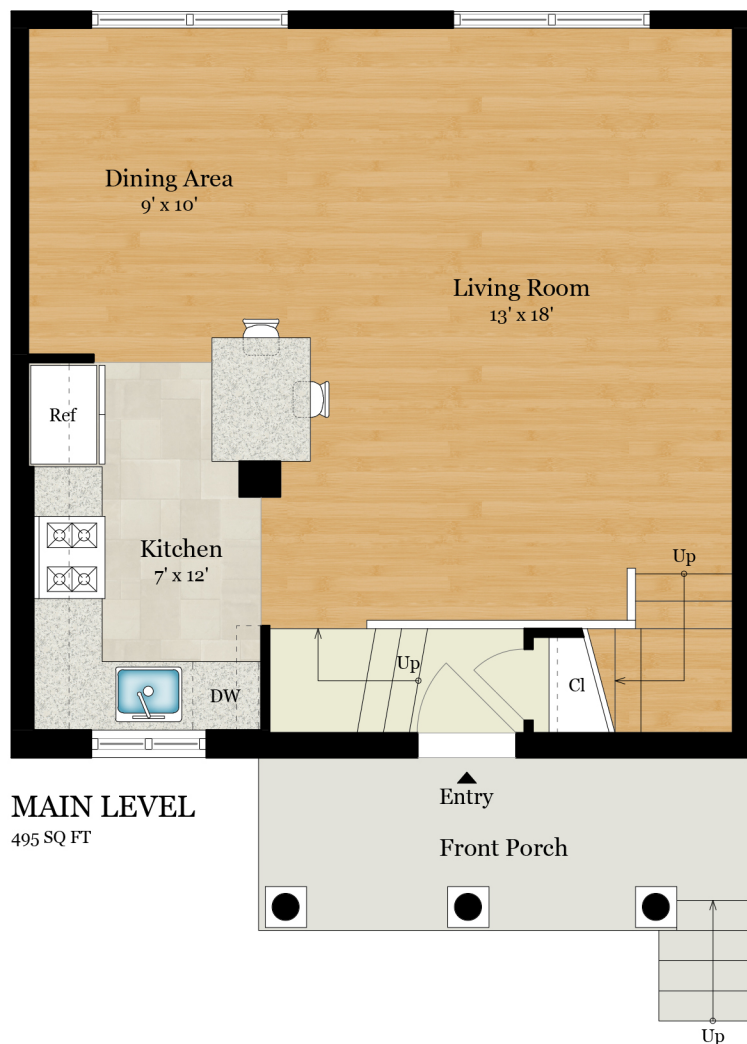 Dining Area
9' x 10'
Living Room
13' x 18'
Ref
Kitchen
7' x 12'
Up
Up
Cl
DW
MAIN LEVEL
495 SQ FT
Entry
Front Porch
Up